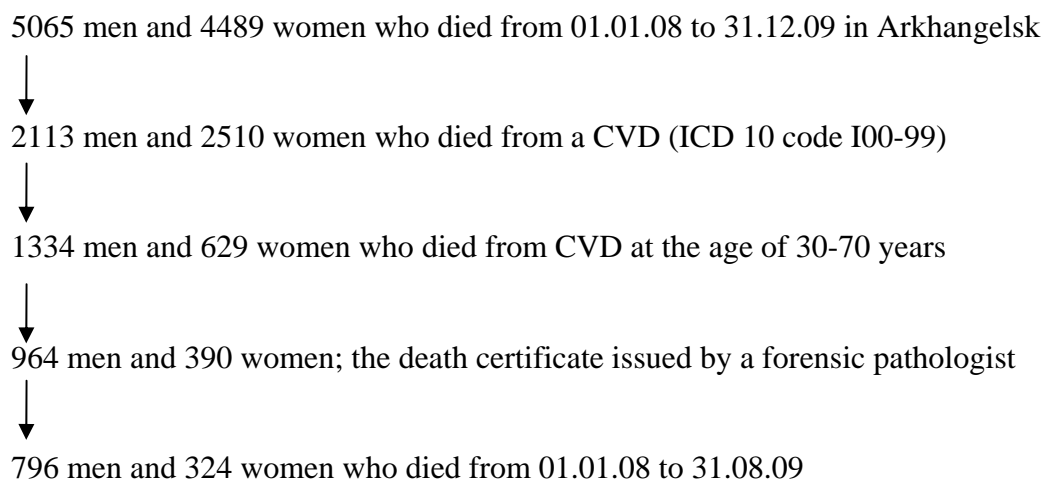 5065 men and 4489 women who died from 01.01.08 to 31.12.09 in Arkhangelsk
2113 men and 2510 women who died from a CVD (ICD 10 code I00-99)
1334 men and 629 women who died from CVD at the age of 30-70 years
964 men and 390 women; the death certificate issued by a forensic pathologist
796 men and 324 women who died from 01.01.08 to 31.08.09